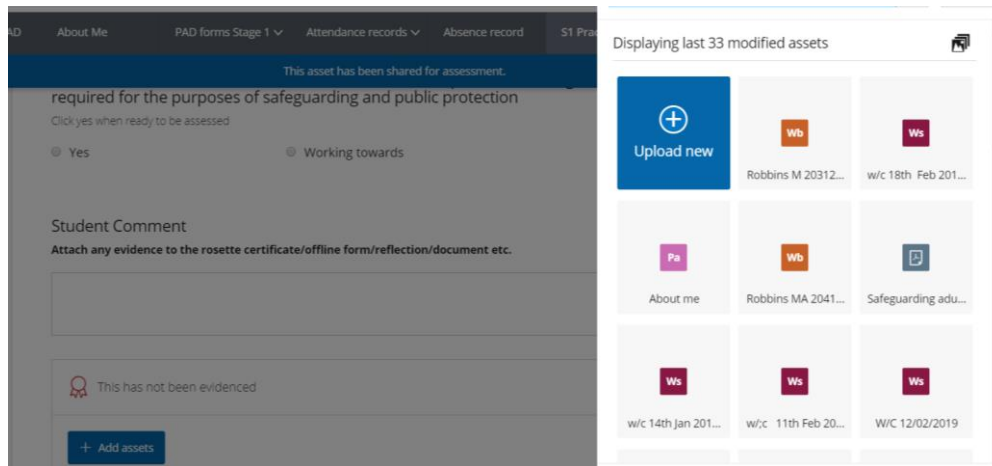 AD About Me PAD forms Stage 1 Attendance records Absence record S1 Prac
This asset has been shared for assessment.
required for the purposes of safeguarding and public protection
Click yes when ready to be assessed
Yes Working towards
Student Comment
Attach any evidence to the rosette certificate/offline form/reflection/document etc.
This has not been evidenced
+ Add assets
Displaying last 33 modified assets
Upload new
Wb
Robbins M 20312...
Ws
w/c 18th Feb 201...
Pa
About me
Wb
Robbins MA 2041...
Safeguarding adu...
Ws
w/c 14th Jan 201...
Ws
w/;c 11th Feb 20...
Ws
W/C 12/02/2019